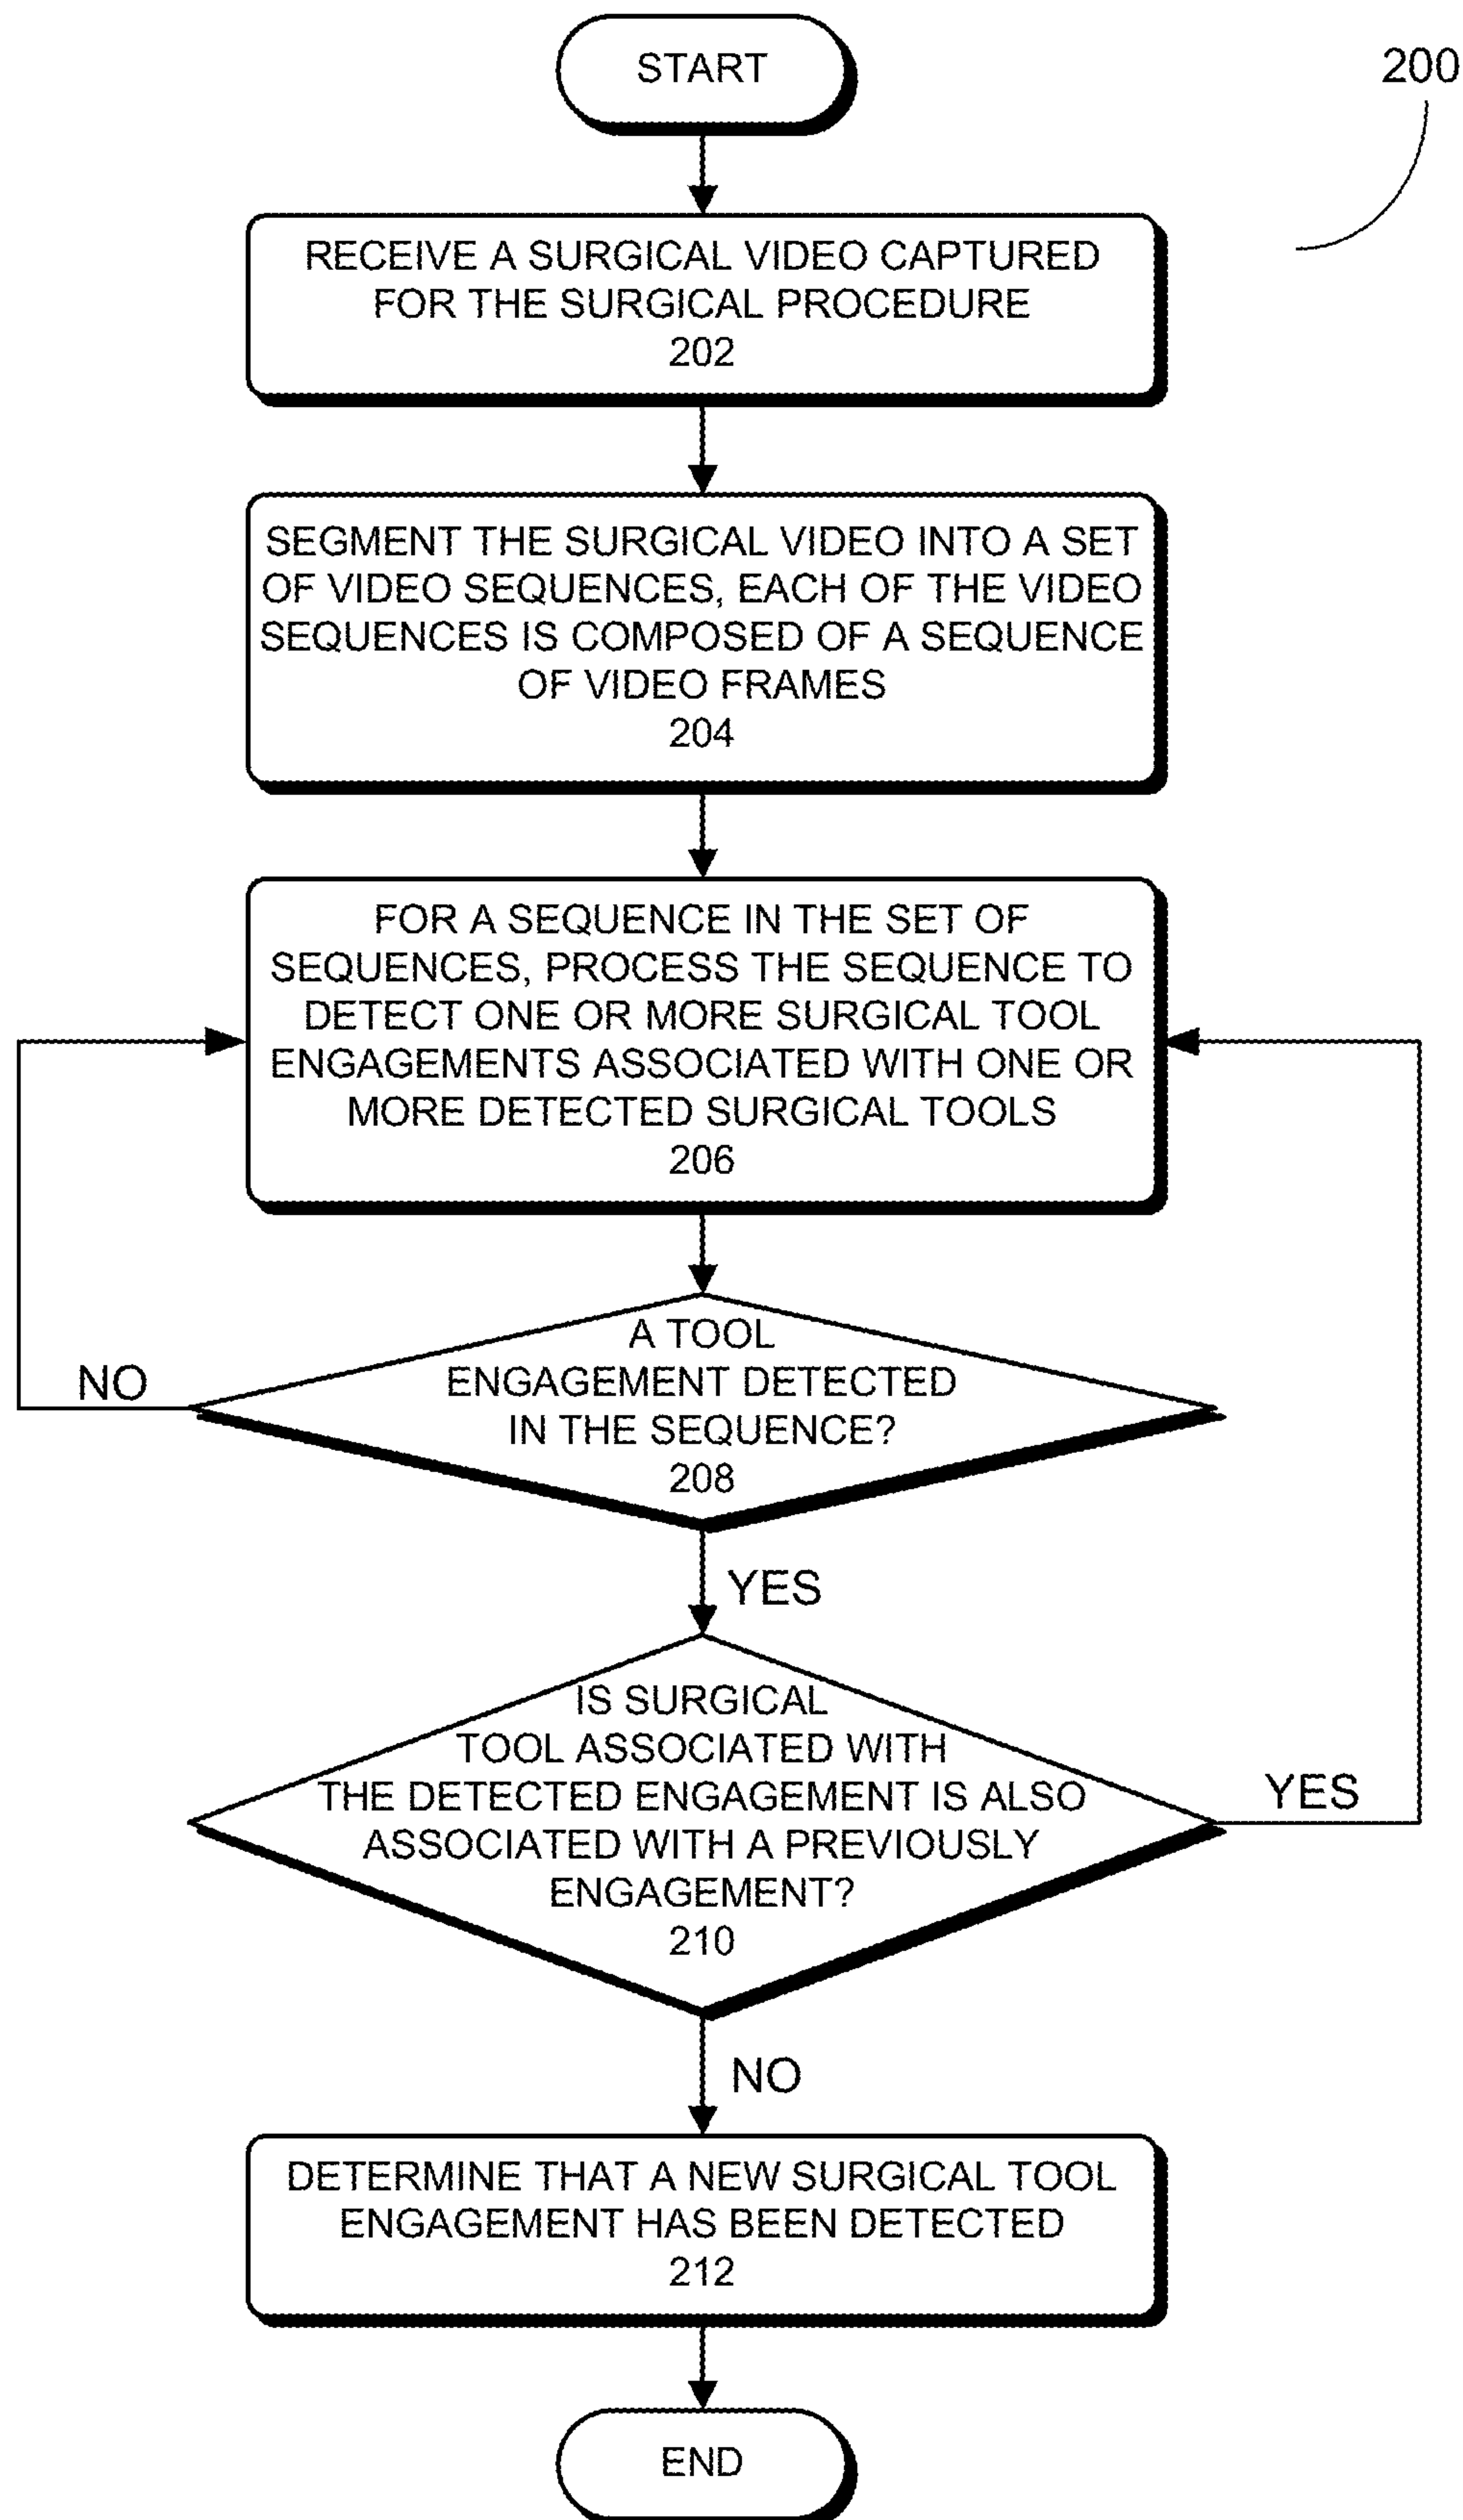 START
200
RECEIVE A SURGICAL VIDEO CAPTURED
FOR THE SURGICAL PROCEDURE
202
SEGMENT THE SURGICAL VIDEO INTO A SET
OF VIDEO SEQUENCES, EACH OF THE VIDEO
SEQUENCES IS COMPOSED OF A SEQUENCE
OF VIDEO FRAMES
204
FOR A SEQUENCE IN THE SET OF
SEQUENCES, PROCESS THE SEQUENCE TO
DETECT ONE OR MORE SURGICAL TOOL
ENGAGEMENTS ASSOCIATED WITH ONE OR
MORE DETECTED SURGICAL TOOLS
206
A TOOL
ENGAGEMENT DETECTED
IN THE SEQUENCE?
208
NO
YES
IS SURGICAL
TOOL ASSOCIATED WITH
THE DETECTED ENGAGEMENT IS ALSO
ASSOCIATED WITH A PREVIOUSLY
ENGAGEMENT?
210
YES
NO
DETERMINE THAT A NEW SURGICAL TOOL
ENGAGEMENT HAS BEEN DETECTED
212
END